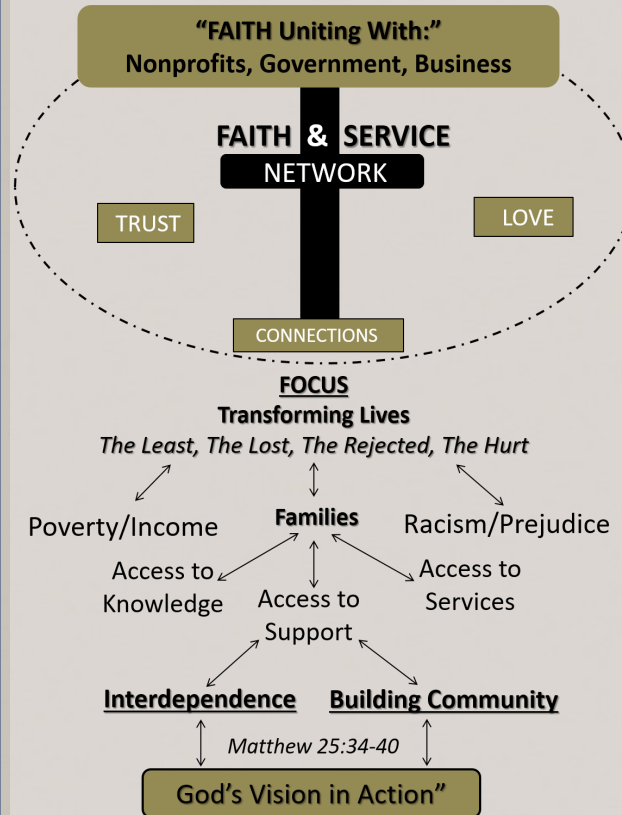 “FAITH Uniting With:”
Nonprofits, Government, Business
FAITH & SERVICE
NETWORK
TRUST
LOVE
CONNECTIONS
FOCUS
Transforming Lives
The Least, The Lost, The Rejected, The Hurt
Poverty/Income
Families
Racism/Prejudice
Access to
Knowledge
Access to
Support
Access to
Services
Interdependence
Building Community
Matthew 25:34-40
God’s Vision in Action”